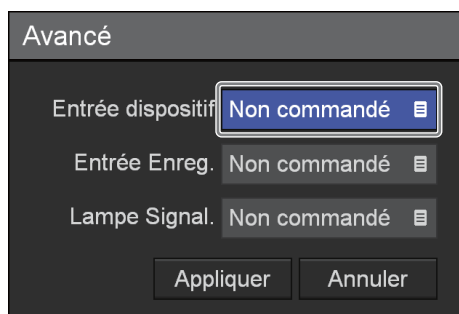 Avancé
Entrée dispositif Non commandé
Entrée Enreg. Non commandé
Lampe Signal. Non commandé
Appliquer Annuler